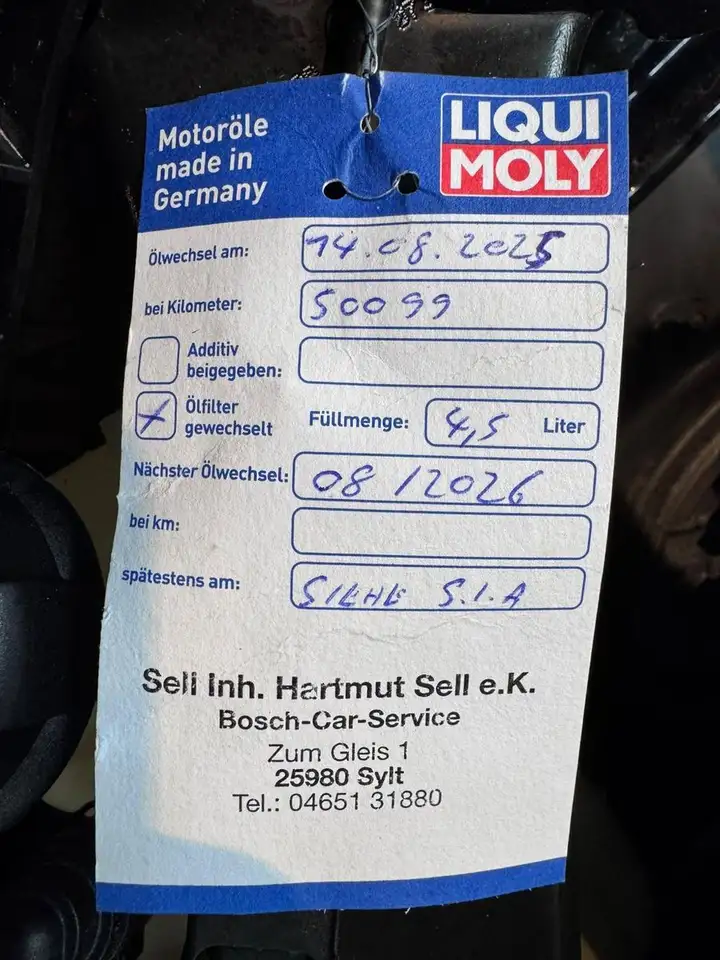 Motoröle
made in
Germany
LIQUI
MOLY
Ölwechsel am: 14.08.2025
bei Kilometer: 50099
Additiv
beigegeben:
Ölfilter
gewechselt
Füllmenge: 4,5 Liter
Nächster Ölwechsel: 08/2026
bei km:
spätestens am: SIEHE S.I.A
Sell Inh. Hartmut Sell e.K.
Bosch-Car-Service
Zum Gleis 1
25980 Sylt
Tel.: 04651 31880